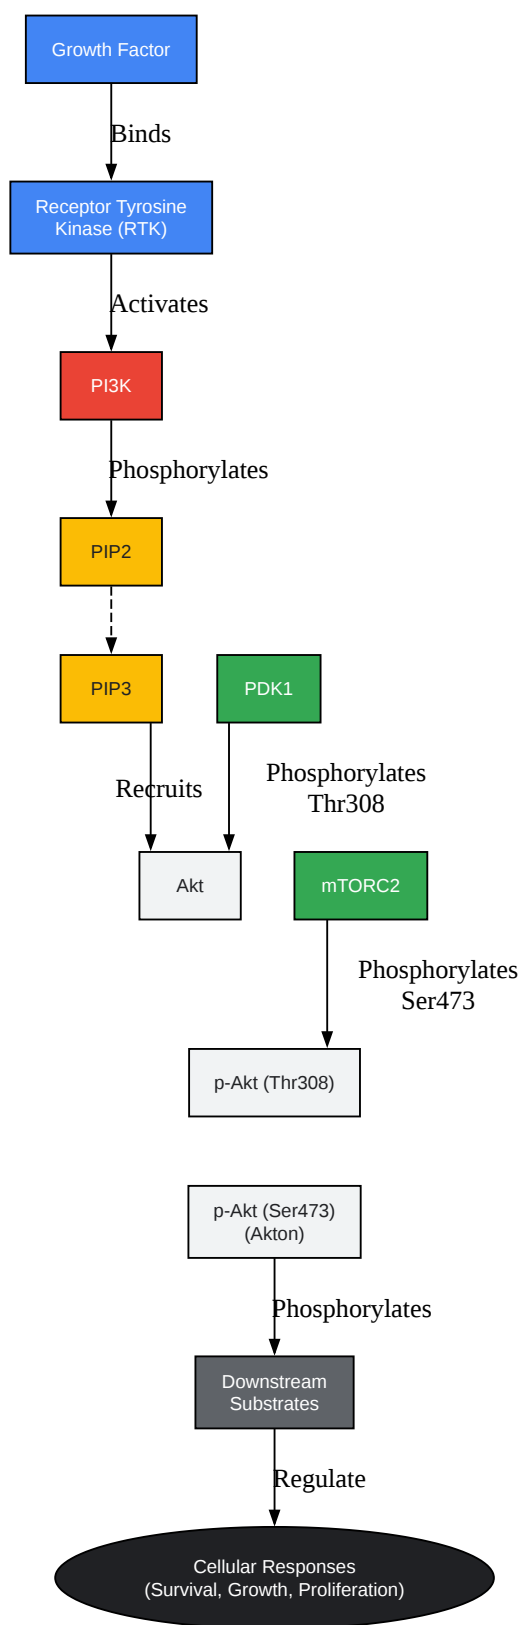 Growth Factor
Binds
Receptor Tyrosine
Kinase (RTK)
Activates
PI3K
Phosphorylates
PIP2
PIP3
PDK1
Recruits
Phosphorylates
Thr308
Akt
mTORC2
Phosphorylates
Ser473
p-Akt (Thr308)
p-Akt (Ser473)
(Akton)
Phosphorylates
Downstream
Substrates
Regulate
Cellular Responses
(Survival, Growth, Proliferation)